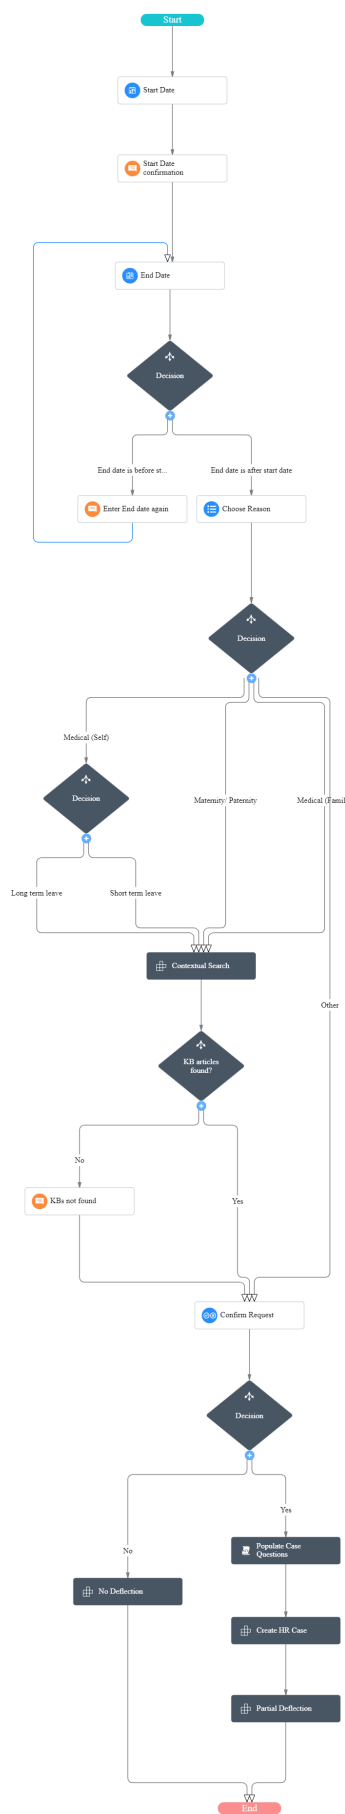 Start
Start Date
Start Date
confirmation
End Date
Decision
End date is before st...
End date is after start date
Enter End date again
Choose Reason
Decision
Medical (Self)
Decision
Maternity/ Paternity
Medical (Famil
Long term leave
Short term leave
Contextual Search
Other
KB articles
found?
No
KBs not found
Yes
Confirm Request
Decision
Yes
Populate Case
Questions
No
No Deflection
Create HR Case
Partial Deflection
End